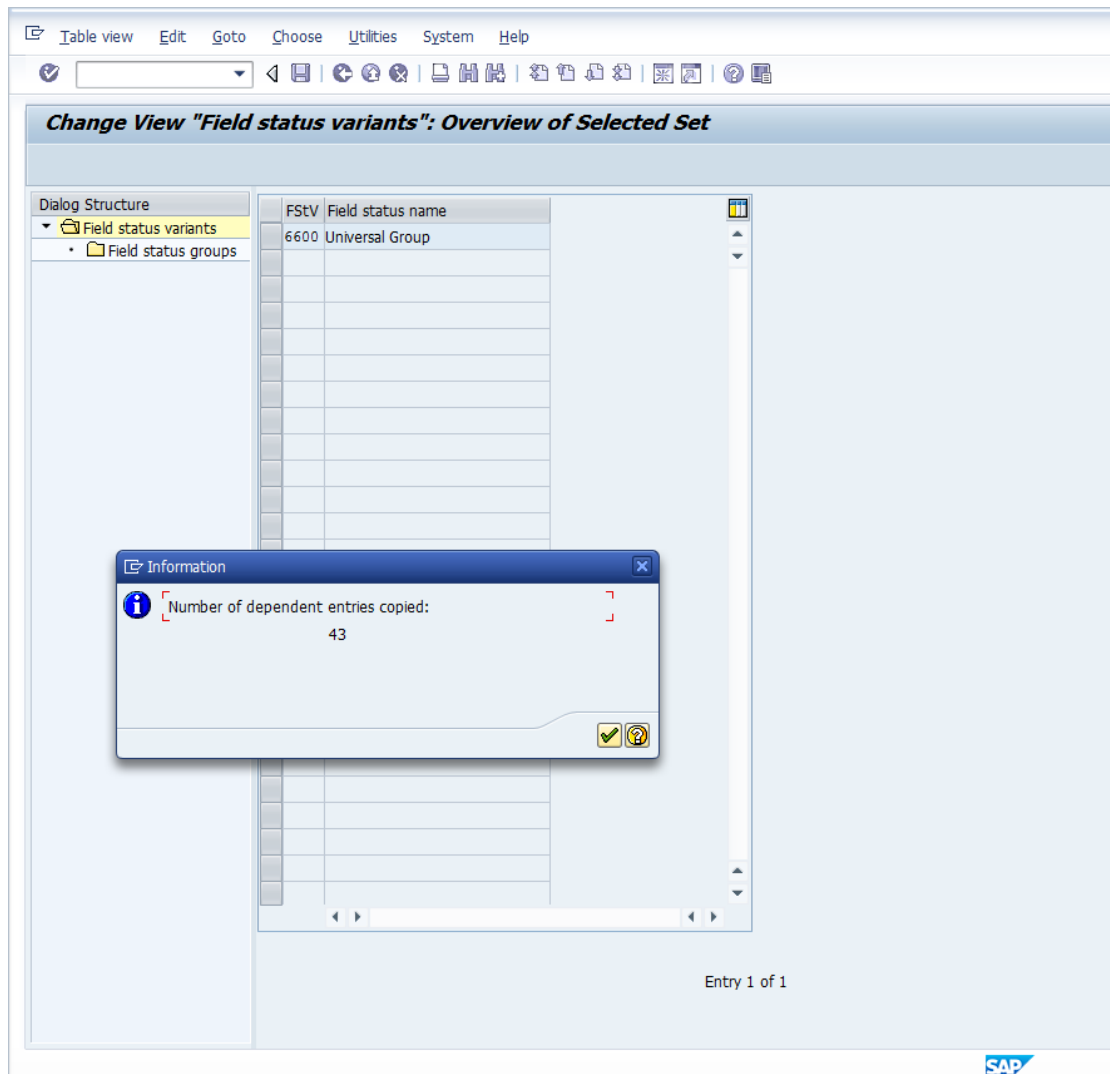 Table view Edit Goto Choose Utilities System Help
Change View "Field status variants": Overview of Selected Set
Dialog Structure
Field status variants
Field status groups
FStV Field status name
6600 Universal Group
Information
Number of dependent entries copied:
43
Entry 1 of 1
SAP